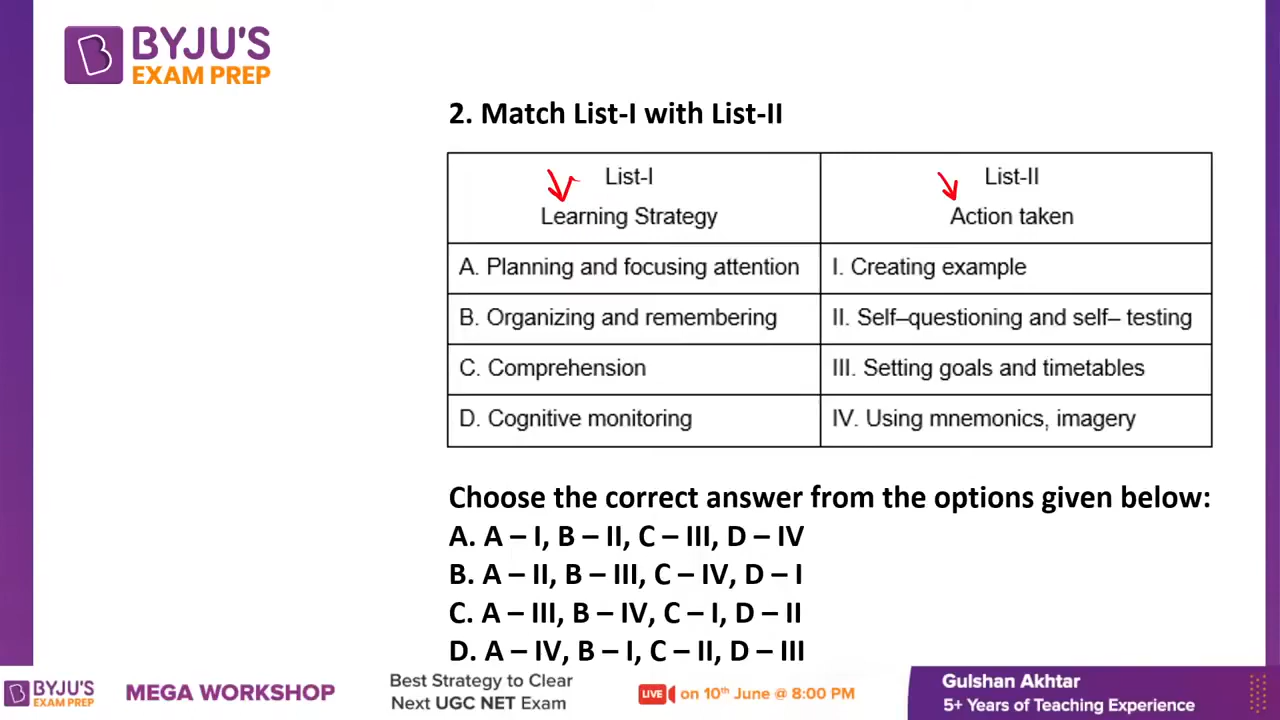 BYJU'S
EXAM PREP
2. Match List-I with List-II
List-I
Learning Strategy
List-II
Action taken
A. Planning and focusing attention
I. Creating example
B. Organizing and remembering
II. Self–questioning and self– testing
C. Comprehension
III. Setting goals and timetables
D. Cognitive monitoring
IV. Using mnemonics, imagery
Choose the correct answer from the options given below:
A. A – I, B – II, C – III, D – IV
B. A – II, B – III, C – IV, D – I
C. A – III, B – IV, C – I, D – II
D. A – IV, B – I, C – II, D – III
BYJU'S
EXAM PREP
MEGA WORKSHOP
Best Strategy to Clear
Next UGC NET Exam
LIVE on 10th June @ 8:00 PM
Gulshan Akhtar
5+ Years of Teaching Experience